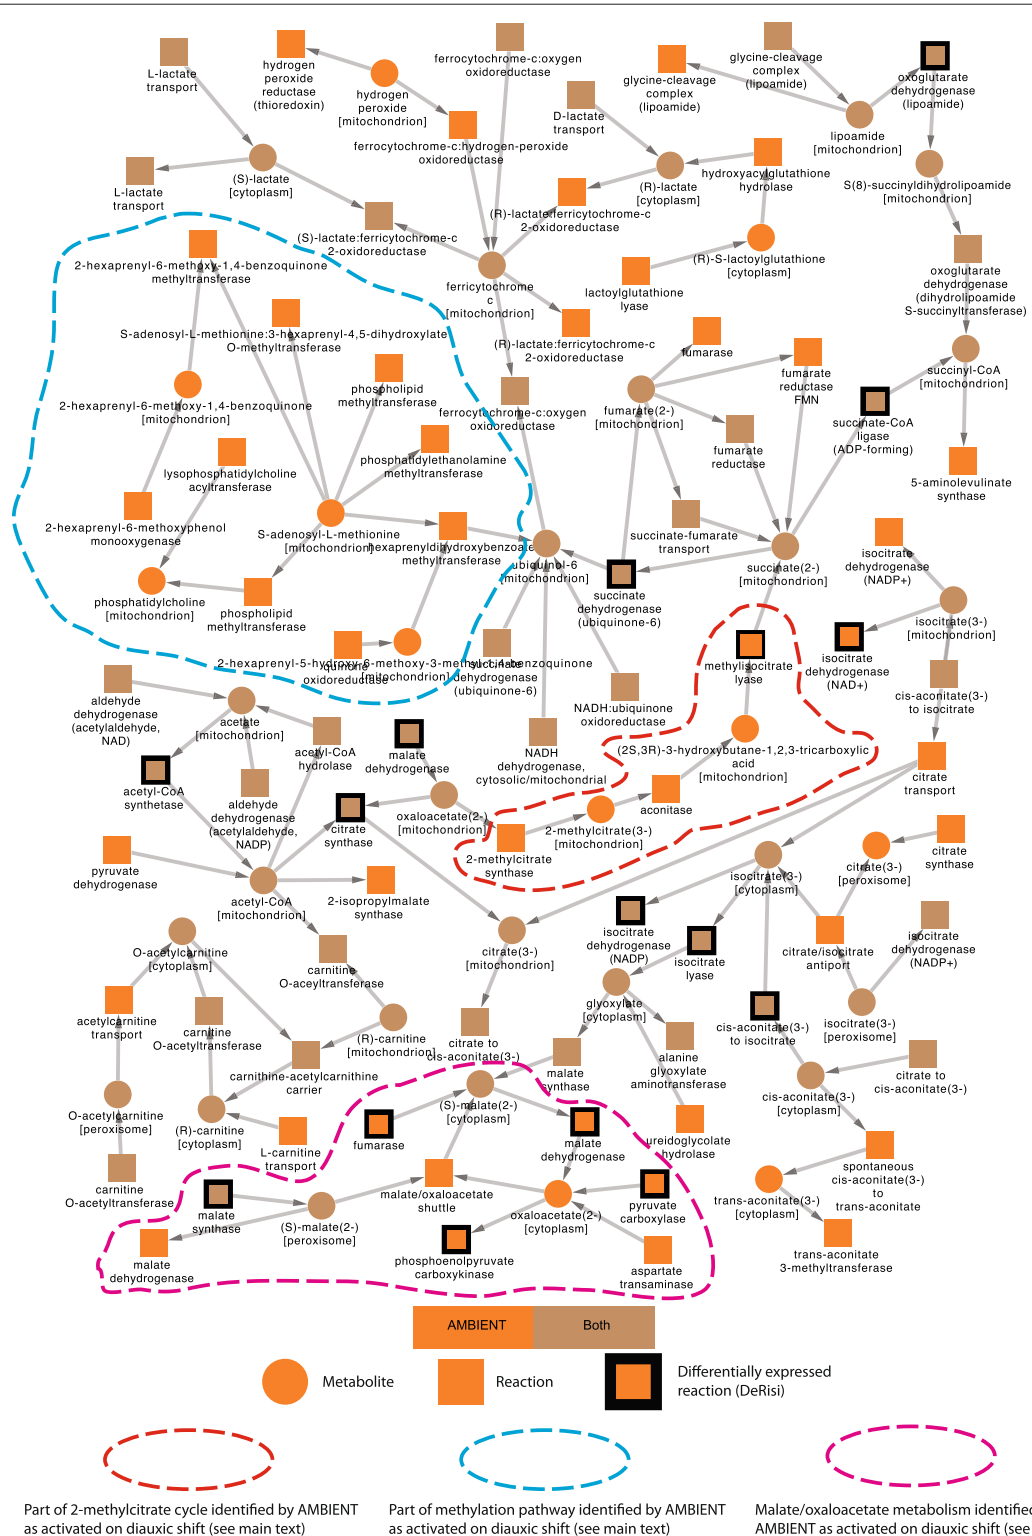 L-lactate
transport
hydrogen
peroxide
reductase
(thioredoxin)
hydrogen
peroxide
[mitochondrion]
ferrocytochrome-c:oxygen
oxidoreductase
glycine-cleavage
complex
(lipoamide)
glycine-cleavage
complex
(lipoamide)
oxoglutarate
dehydrogenase
(lipoamide)
D-lactate
transport
lipoamide
[mitochondrion]
ferrocytochrome-c:hydrogen-peroxide
oxidoreductase
L-lactate
transport
(S)-lactate
[cytoplasm]
(R)-lactate
[cytoplasm]
hydroxyacylglutathione
hydrolase
S(8)-succinyldihydrolipoamide
[mitochondrion]
(S)-lactate:ferricytochrome-c
2-oxidoreductase
(R)-lactate:ferricytochrome-c
2-oxidoreductase
2-hexaprenyl-6-methoxy-1,4-benzoquinone
methyltransferase
ferricytochrome
c
[mitochondrion]
lactoylglutathione
lyase
(R)-S-lactoylglutathione
[cytoplasm]
oxoglutarate
dehydrogenase
(dihydrolipoamide
S-succinyltransferase)
S-adenosyl-L-methionine:3-hexaprenyl-4,5-dihydroxylate
O-methyltransferase
(R)-lactate:ferricytochrome-c
2-oxidoreductase
fumarase
fumarate
reductase
FMN
succinyl-CoA
[mitochondrion]
phospholipid
methyltransferase
2-hexaprenyl-6-methoxy-1,4-benzoquinone
[mitochondrion]
ferrocytochrome-c:oxygen
oxidoreductase
fumarate(2-)
[mitochondrion]
fumarate
reductase
succinate-CoA
ligase
(ADP-forming)
lysophosphatidylcholine
acyltransferase
phosphatidylethanolamine
methyltransferase
5-aminolevulinate
synthase
2-hexaprenyl-6-methoxyphenol
monooxygenase
S-adenosyl-L-methionine
[mitochondrion]
hexaprenyldihydroxybenzoate
methyltransferase
ubiquinol-6
[mitochondrion]
succinate-fumarate
transport
succinate(2-)
[mitochondrion]
isocitrate
dehydrogenase
(NADP+)
phosphatidylcholine
[mitochondrion]
phospholipid
methyltransferase
succinate
dehydrogenase
(ubiquinone-6)
isocitrate(3-)
[mitochondrion]
quinone
oxidoreductase
2-hexaprenyl-5-hydroxy-6-methoxy-3-methyl-1,4-benzoquinone
[mitochondrion]
succinate
dehydrogenase
(ubiquinone-6)
methylisocitrate
lyase
isocitrate
dehydrogenase
(NAD+)
aldehyde
dehydrogenase
(acetylaldehyde,
NAD)
acetate
[mitochondrion]
NADH:ubiquinone
oxidoreductase
cis-aconitate(3-)
to isocitrate
acetyl-CoA
hydrolase
malate
dehydrogenase
NADH
dehydrogenase,
cytosolic/mitochondrial
(2S,3R)-3-hydroxybutane-1,2,3-tricarboxylic
acid
[mitochondrion]
citrate
transport
acetyl-CoA
synthetase
aldehyde
dehydrogenase
(acetylaldehyde,
NADP)
citrate
synthase
oxaloacetate(2-)
[mitochondrion]
2-methylcitrate
synthase
2-methylcitrate(3-)
[mitochondrion]
aconitase
pyruvate
dehydrogenase
acetyl-CoA
[mitochondrion]
2-isopropylmalate
synthase
isocitrate(3-)
[cytoplasm]
citrate(3-)
[peroxisome]
citrate
synthase
O-acetylcarnitine
[cytoplasm]
carnitine
O-aceyltransferase
citrate(3-)
[mitochondrion]
isocitrate
dehydrogenase
(NADP)
isocitrate
lyase
citrate/isocitrate
antiport
isocitrate
dehydrogenase
(NADP+)
acetylcarnitine
transport
carnitine
O-acetyltransferase
(R)-carnitine
[mitochondrion]
citrate to
cis-aconitate(3-)
glyoxylate
[cytoplasm]
cis-aconitate(3-)
to isocitrate
isocitrate(3-)
[peroxisome]
carnithine-acetylcarnithine
carrier
malate
synthase
alanine
glyoxylate
aminotransferase
citrate to
cis-aconitate(3-)
O-acetylcarnitine
[peroxisome]
(R)-carnitine
[cytoplasm]
(S)-malate(2-)
[cytoplasm]
cis-aconitate(3-)
[cytoplasm]
L-carnitine
transport
fumarase
malate
dehydrogenase
ureidoglycolate
hydrolase
carnitine
O-acetyltransferase
malate/oxaloacetate
shuttle
spontaneous
cis-aconitate(3-)
to
trans-aconitate
malate
synthase
(S)-malate(2-)
[peroxisome]
oxaloacetate(2-)
[cytoplasm]
pyruvate
carboxylase
trans-aconitate(3-)
[cytoplasm]
malate
dehydrogenase
phosphoenolpyruvate
carboxykinase
aspartate
transaminase
trans-aconitate
3-methyltransferase
AMBIENT Both
Metabolite
Reaction
Differentially expressed
reaction (DeRisi)
Part of 2-methylcitrate cycle identified by AMBIENT
as activated on diauxic shift (see main text)
Part of methylation pathway identified by AMBIENT
as activated on diauxic shift (see main text)
Malate/oxaloacetate metabolism identified
AMBIENT as activated on diauxic shift (see